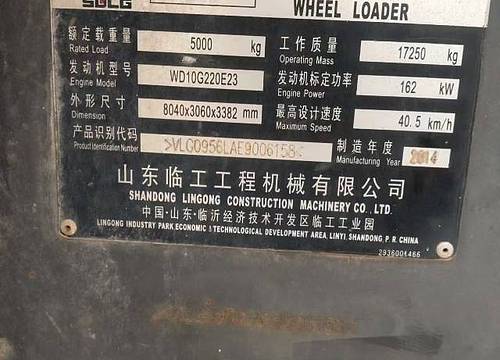 SDLG
WHEEL LOADER
额定载重量 5000 kg 工作质量 17250 kg
Rated Load Operating Mass
发动机型号 WD10G220E23 发动机标定功率 162 kW
Engine Model Engine Power
外形尺寸 8040x3060x3382 mm 最高设计速度 40.5 km/h
Dimension Maximum Speed
产品识别代码 >VLG0956LAE9006158< 制造年度 2014
Product Identification Number Manufacturing Year
山东临工工程机械有限公司
SHANDONG LINGONG CONSTRUCTION MACHINERY CO., LTD.
中国·山东·临沂经济技术开发区临工工业园
LINGONG INDUSTRY PARK,ECONOMIC & TECHNOLOGICAL DEVELOPMENT AREA, LINYI, SHANDONG, P. R. CHINA
2936001466